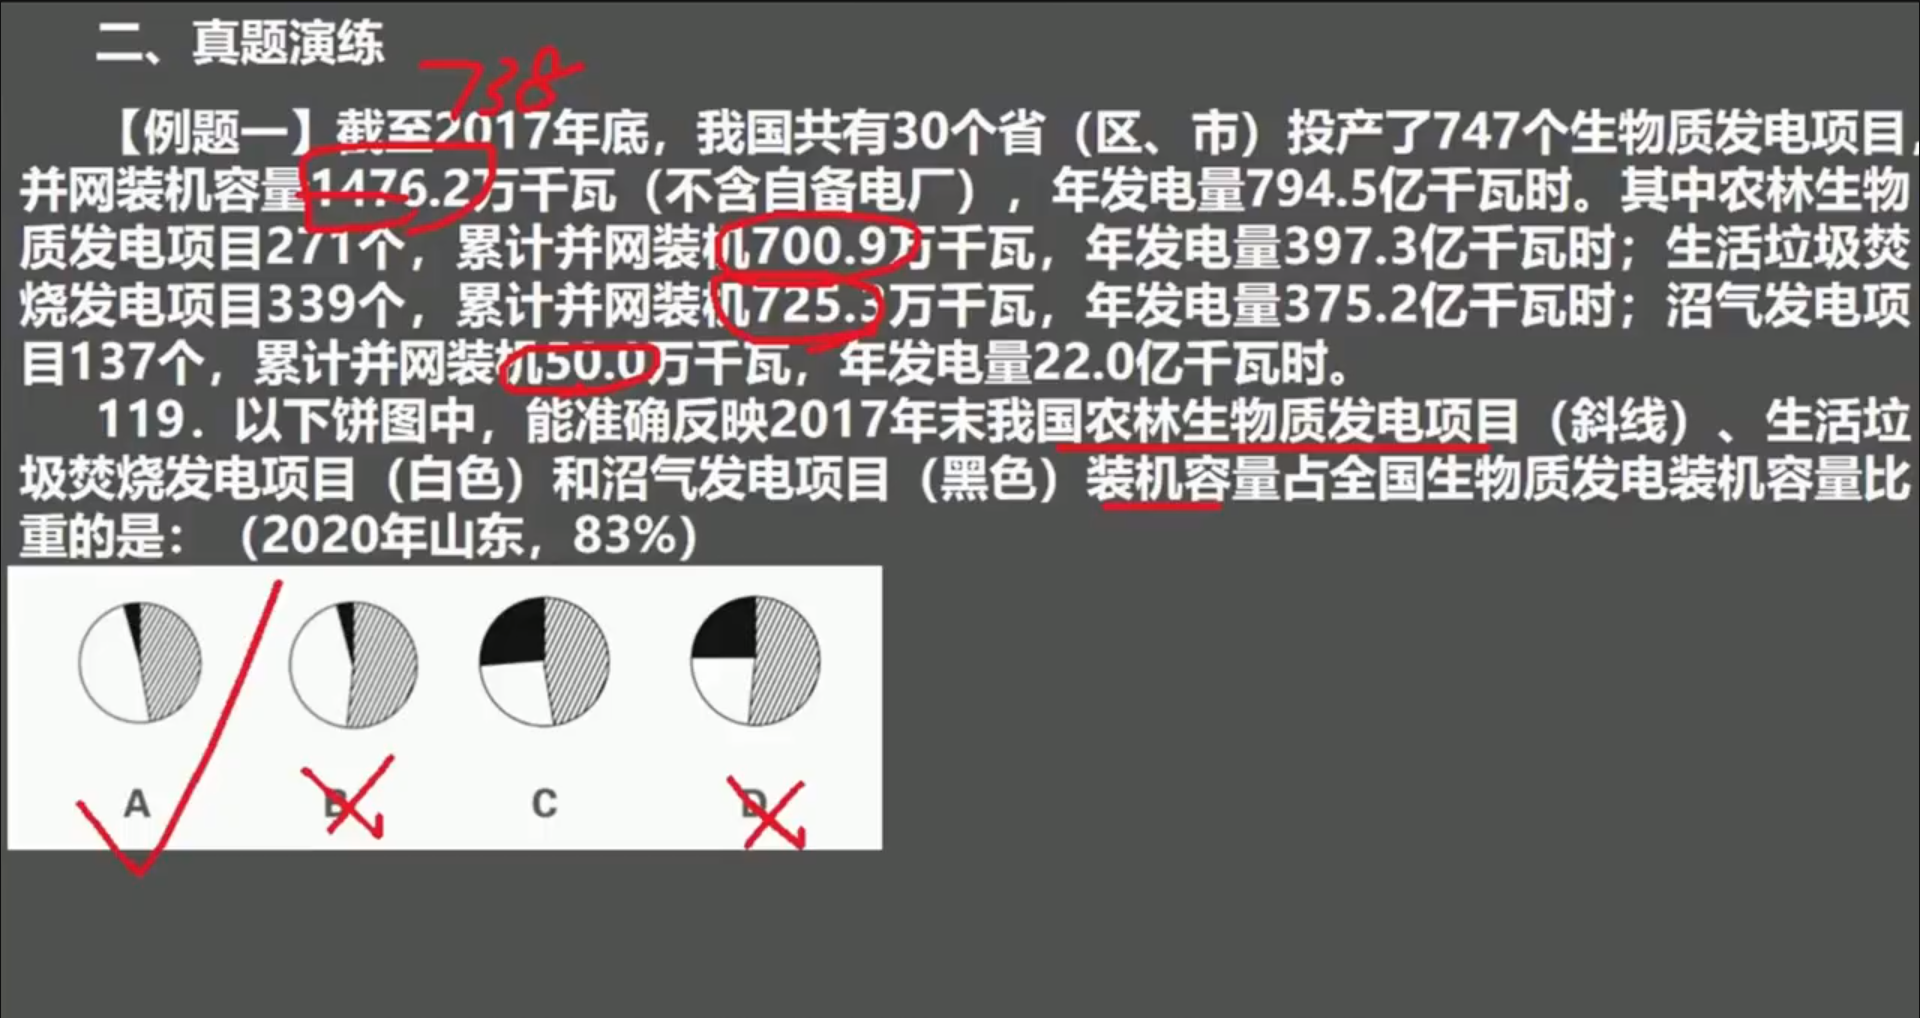 二、真题演练
738
【例题一】截至2017年底，我国共有30个省（区、市）投产了747个生物质发电项目，
并网装机容量1476.2万千瓦（不含自备电厂），年发电量794.5亿千瓦时。其中农林生物
质发电项目271个，累计并网装机700.9万千瓦，年发电量397.3亿千瓦时；生活垃圾焚
烧发电项目339个，累计并网装机725.3万千瓦，年发电量375.2亿千瓦时；沼气发电项
目137个，累计并网装机50.0万千瓦，年发电量22.0亿千瓦时。
119．以下饼图中，能准确反映2017年末我国农林生物质发电项目（斜线）、生活垃
圾焚烧发电项目（白色）和沼气发电项目（黑色）装机容量占全国生物质发电装机容量比
重的是：（2020年山东，83%）
A B C D